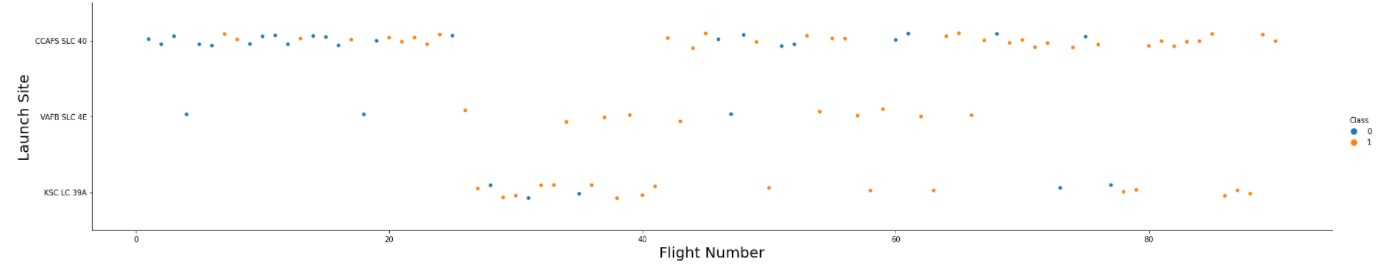 CCAFS SLC 40
VAFB SLC 4E
KSC LC 39A
Launch Site
0 20 40 60 80
Flight Number
Class
0
1